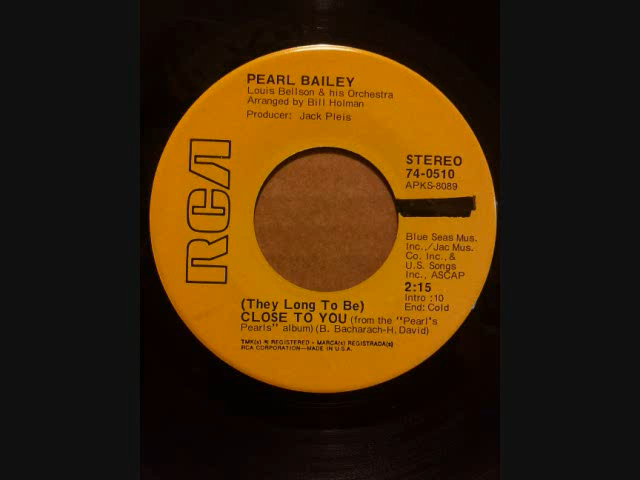 PEARL BAILEY
Louis Bellson & his Orchestra
Arranged by Bill Holman
Producer: Jack Pleis
RCA
STEREO
74-0510
APKS-8089
Blue Seas Mus.
Inc.,/Jac Mus.
Co. Inc., &
U.S. Songs
Inc., ASCAP
2:15
Intro :10
End: Cold
(They Long To Be)
CLOSE TO YOU (from the "Pearl's
Pearls" album) (B. Bacharach-H. David)
TMK(s) ® REGISTERED - MARCA(s) REGISTRADA(s)
RCA CORPORATION-MADE IN U.S.A.